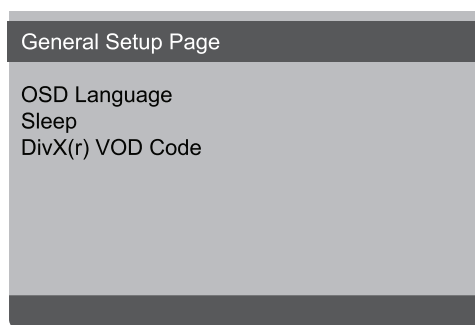 General Setup Page
OSD Language
Sleep
DivX(r) VOD Code